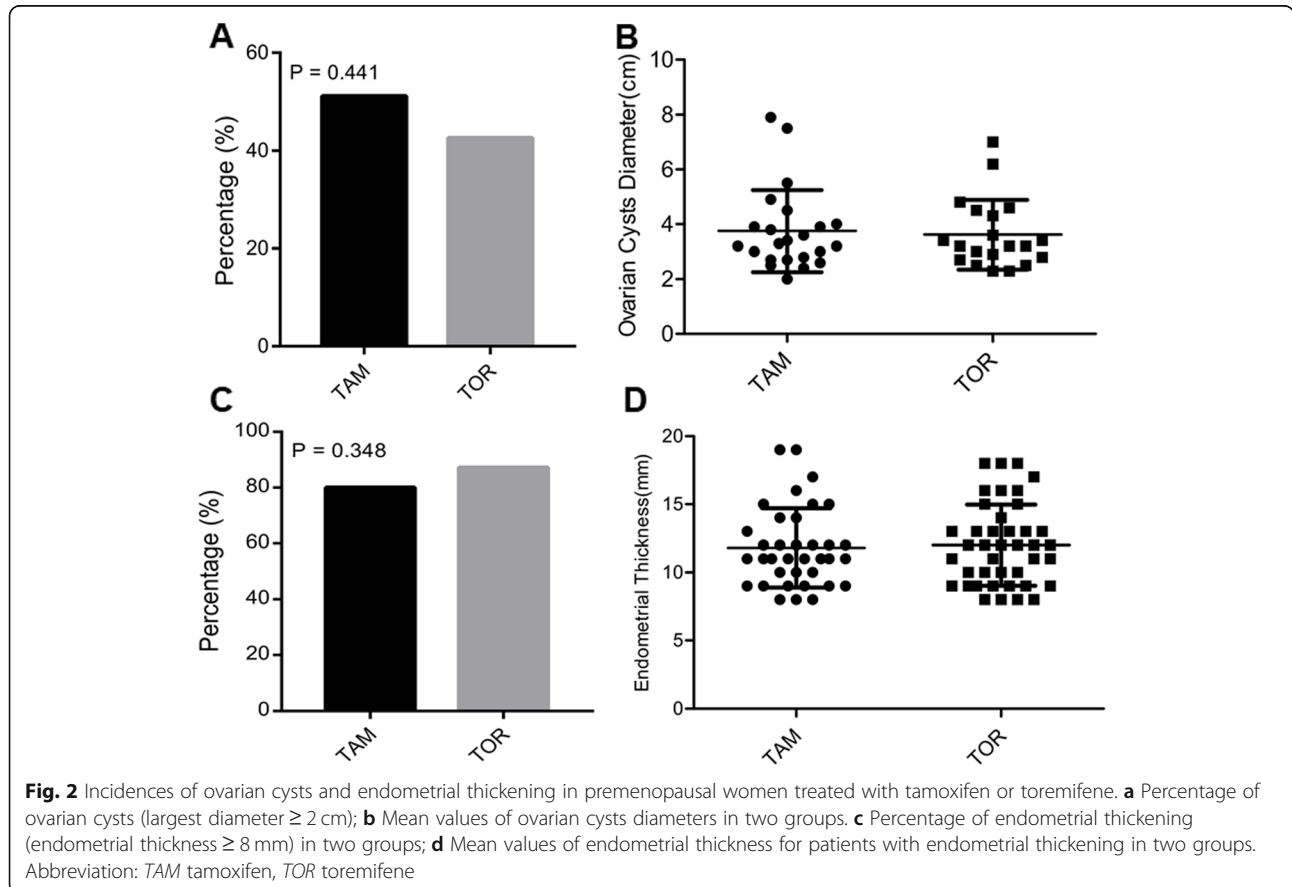 A
60
P = 0.441
40
20
0
Percentage (%)
TAM
TOR
B
10
8
6
4
2
0
Ovarian Cysts Diameter(cm)
TAM
TOR
C
100
P = 0.348
80
60
40
20
0
Percentage (%)
TAM
TOR
D
20
15
10
5
0
Endometrial Thickness(mm)
TAM
TOR
Fig. 2 Incidences of ovarian cysts and endometrial thickening in premenopausal women treated with tamoxifen or toremifene. a Percentage of
ovarian cysts (largest diameter ≥ 2 cm); b Mean values of ovarian cysts diameters in two groups. c Percentage of endometrial thickening
(endometrial thickness ≥ 8 mm) in two groups; d Mean values of endometrial thickness for patients with endometrial thickening in two groups.
Abbreviation: TAM tamoxifen, TOR toremifene